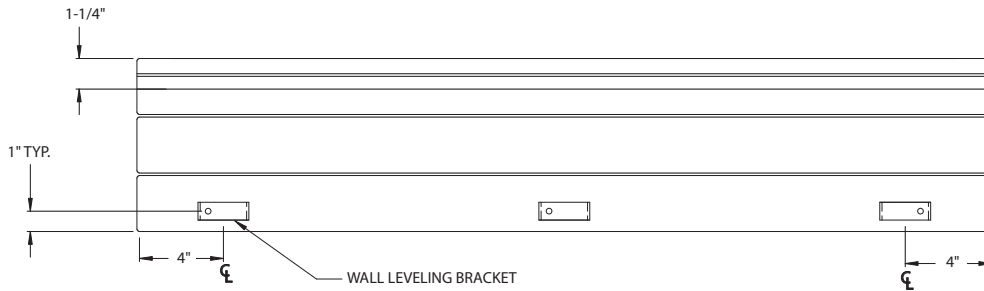 1-1/4"
1" TYP.
4"
℄
WALL LEVELING BRACKET
4"
℄